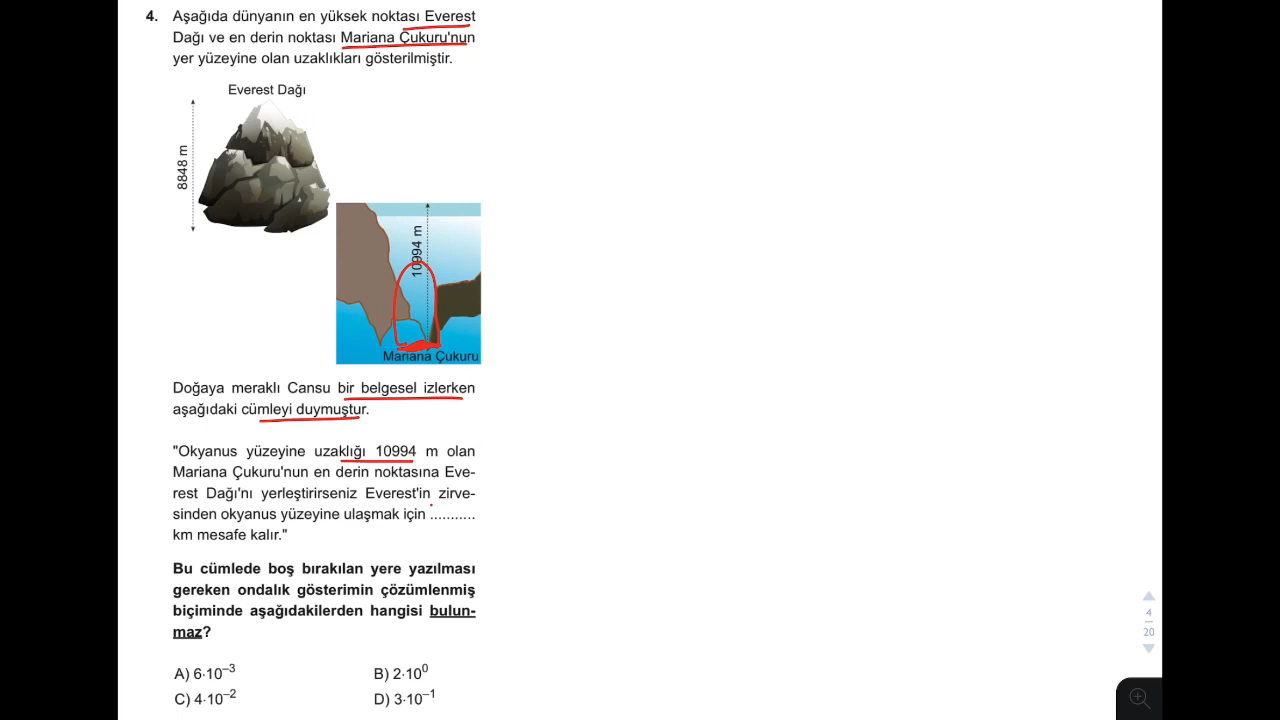 4. Aşağıda dünyanın en yüksek noktası Everest
Dağı ve en derin noktası Mariana Çukuru'nun
yer yüzeyine olan uzaklıkları gösterilmiştir.
Everest Dağı
8848 m
10994 m
Mariana Çukuru
Doğaya meraklı Cansu bir belgesel izlerken
aşağıdaki cümleyi duymuştur.
"Okyanus yüzeyine uzaklığı 10994 m olan
Mariana Çukuru'nun en derin noktasına Eve-
rest Dağı'nı yerleştirirseniz Everest'in zirve-
sinden okyanus yüzeyine ulaşmak için ...........
km mesafe kalır."
Bu cümlede boş bırakılan yere yazılması
gereken ondalık gösterimin çözümlenmiş
biçiminde aşağıdakilerden hangisi bulun-
maz?
A) 6·10⁻³ B) 2·10⁰
C) 4·10⁻² D) 3·10⁻¹
4
20